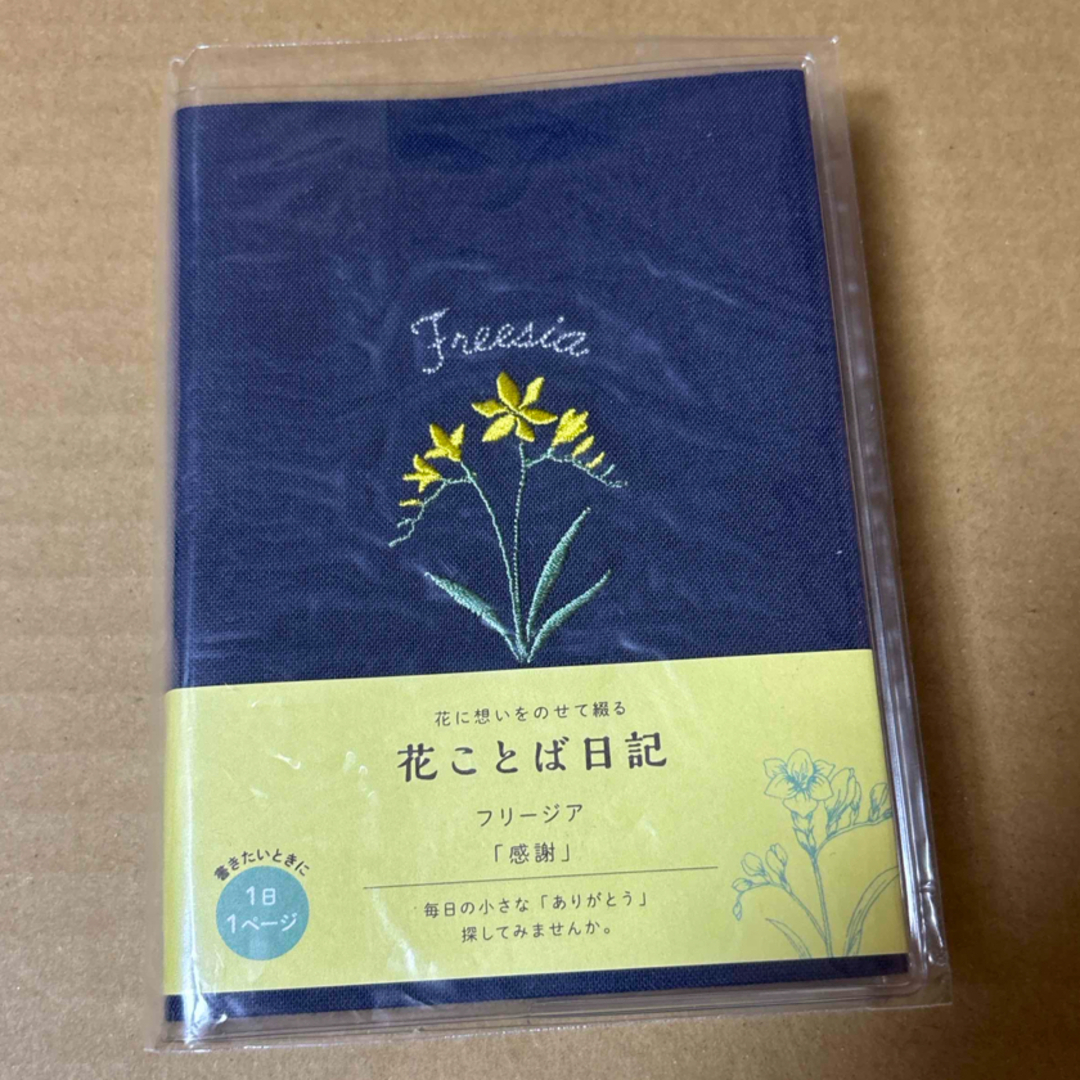 Freesia
花に想いをのせて綴る
花ことば日記
フリージア
「感謝」
書きたいときに
1日
1ページ
毎日の小さな「ありがとう」
探してみませんか。